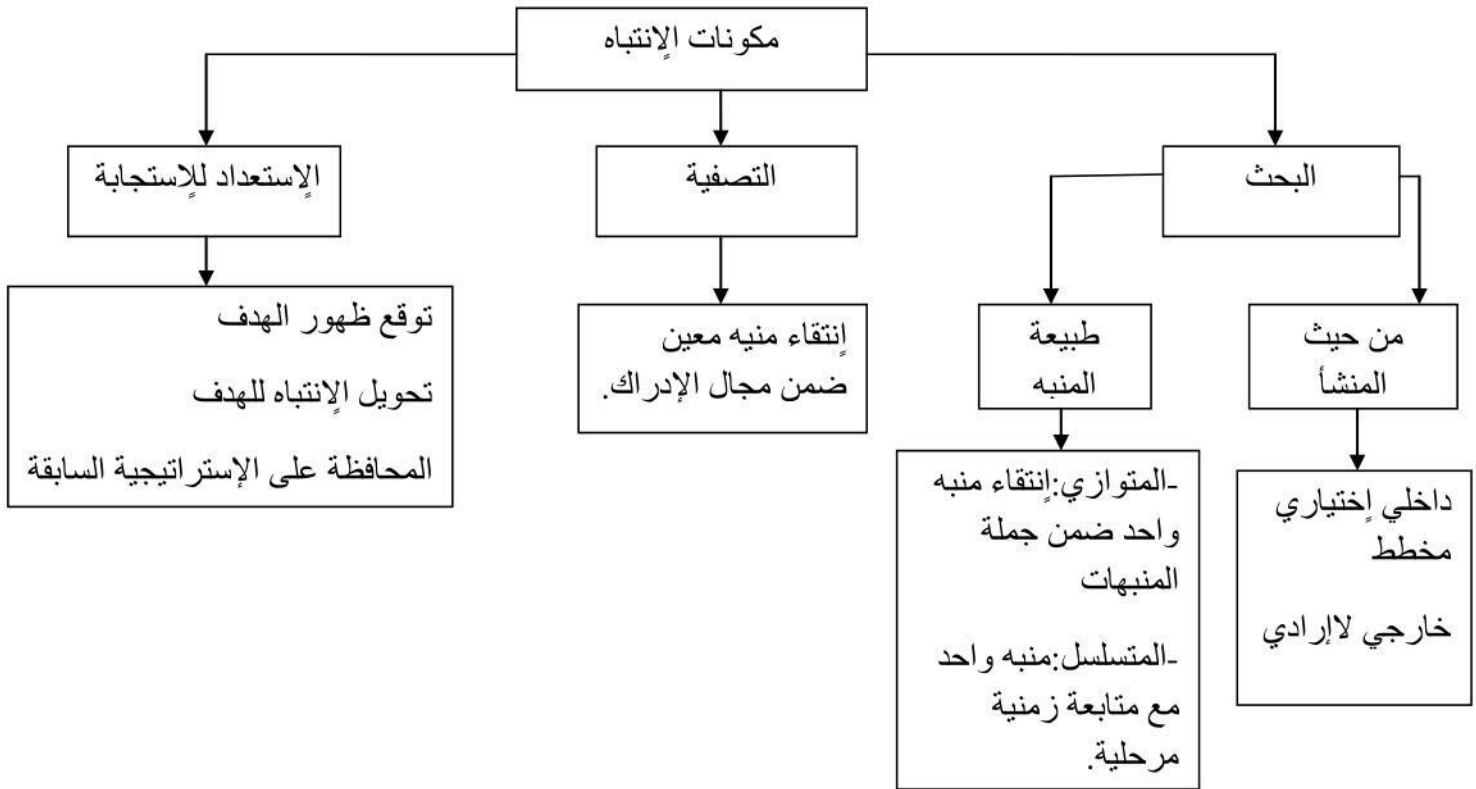 مكونات الإنتباه
البحث
التصفية
الإستعداد للإستجابة
من حيث
المنشأ
طبيعة
المنبه
إنتقاء منيه معين
ضمن مجال الإدراك.
توقع ظهور الهدف
تحويل الإنتباه للهدف
المحافظة على الإستراتيجية السابقة
داخلي إختياري
مخطط
خارجي لاإرادي
-المتوازي:إنتقاء منبه
واحد ضمن جملة
المنبهات
-المتسلسل:منبه واحد
مع متابعة زمنية
مرحلية.